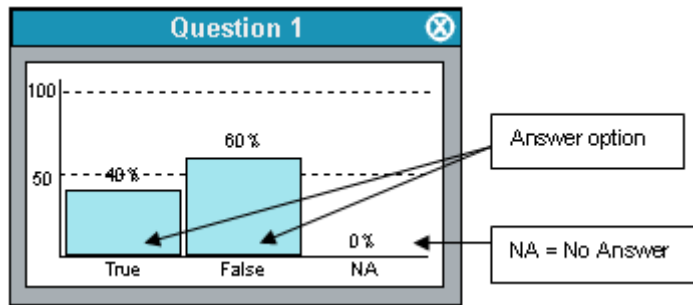 Question 1
100
60%
Answer option
40%
50
0%
NA = No Answer
True False NA